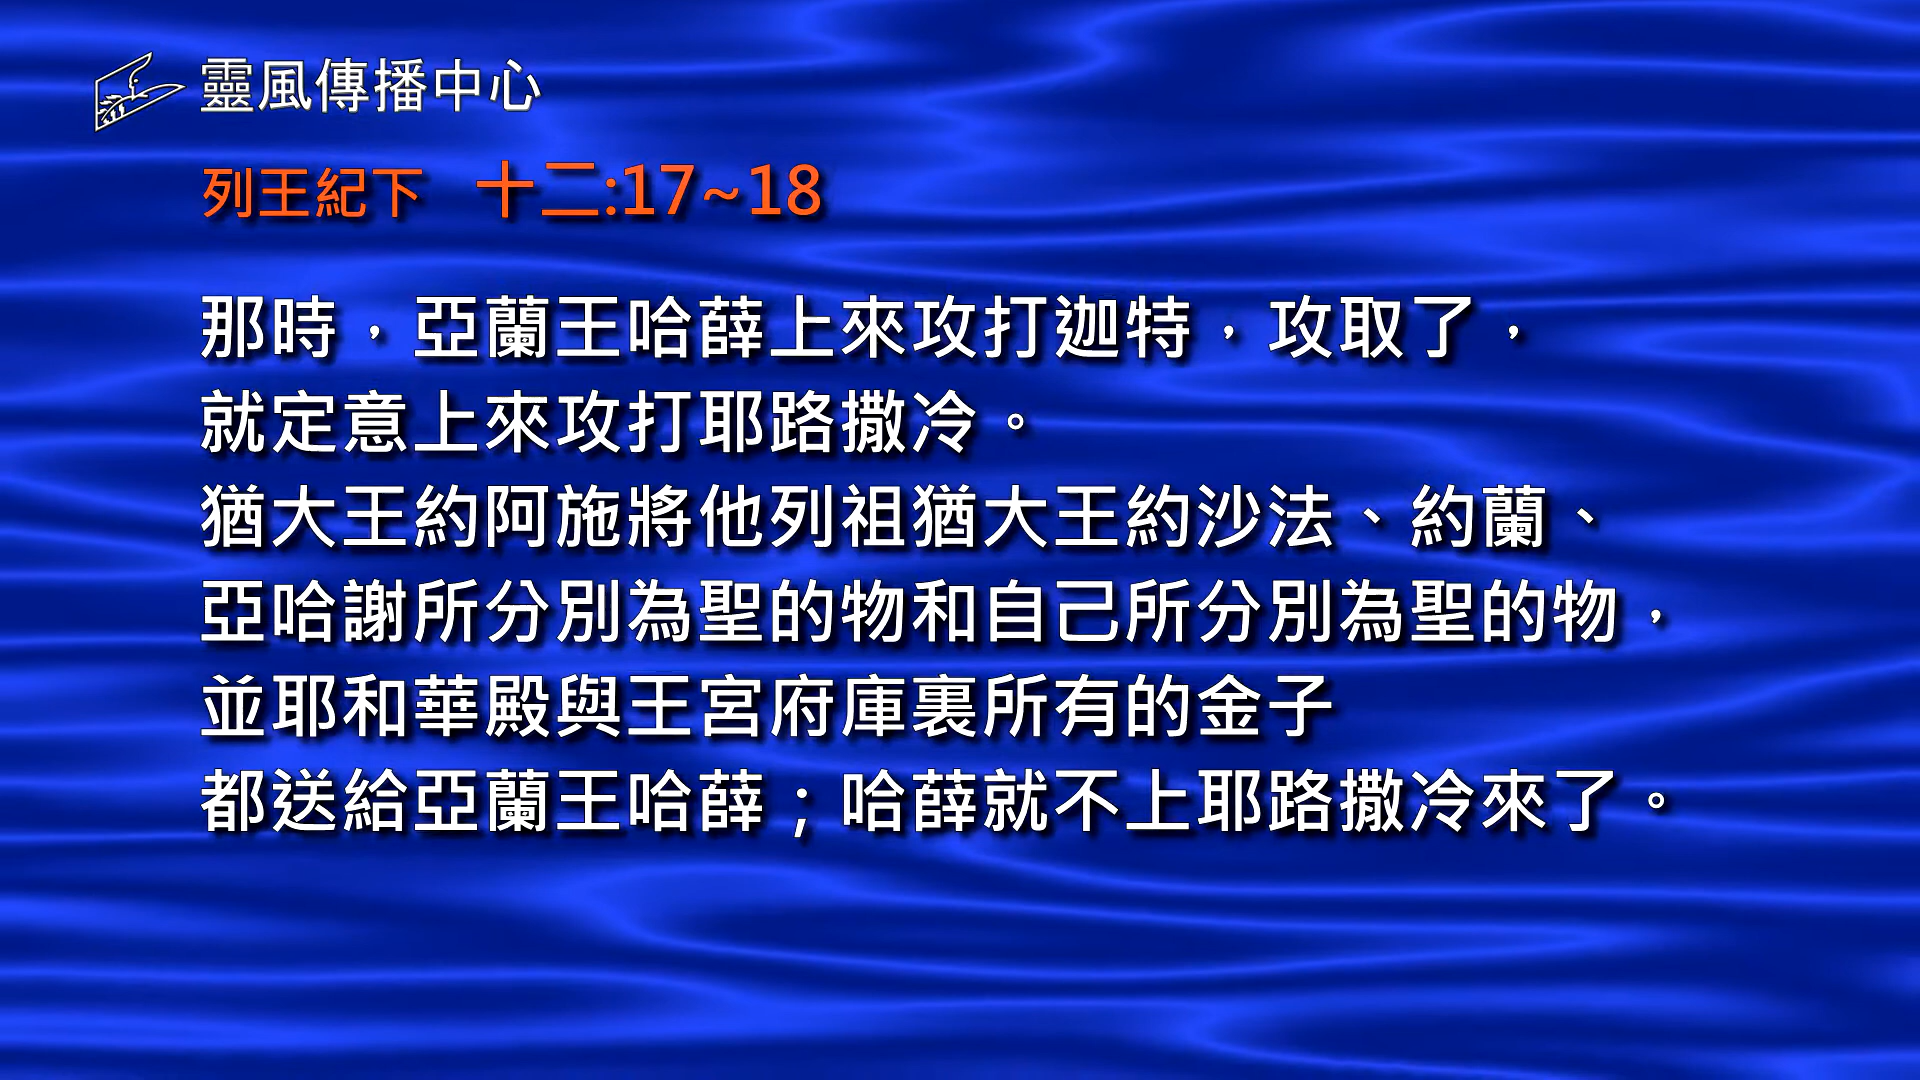 靈風傳播中心
列王紀下 十二:17~18
那時，亞蘭王哈薛上來攻打迦特，攻取了，
就定意上來攻打耶路撒冷。
猶大王約阿施將他列祖猶大王約沙法、約蘭、
亞哈謝所分別為聖的物和自己所分別為聖的物，
並耶和華殿與王宮府庫裏所有的金子
都送給亞蘭王哈薛；哈薛就不上耶路撒冷來了。